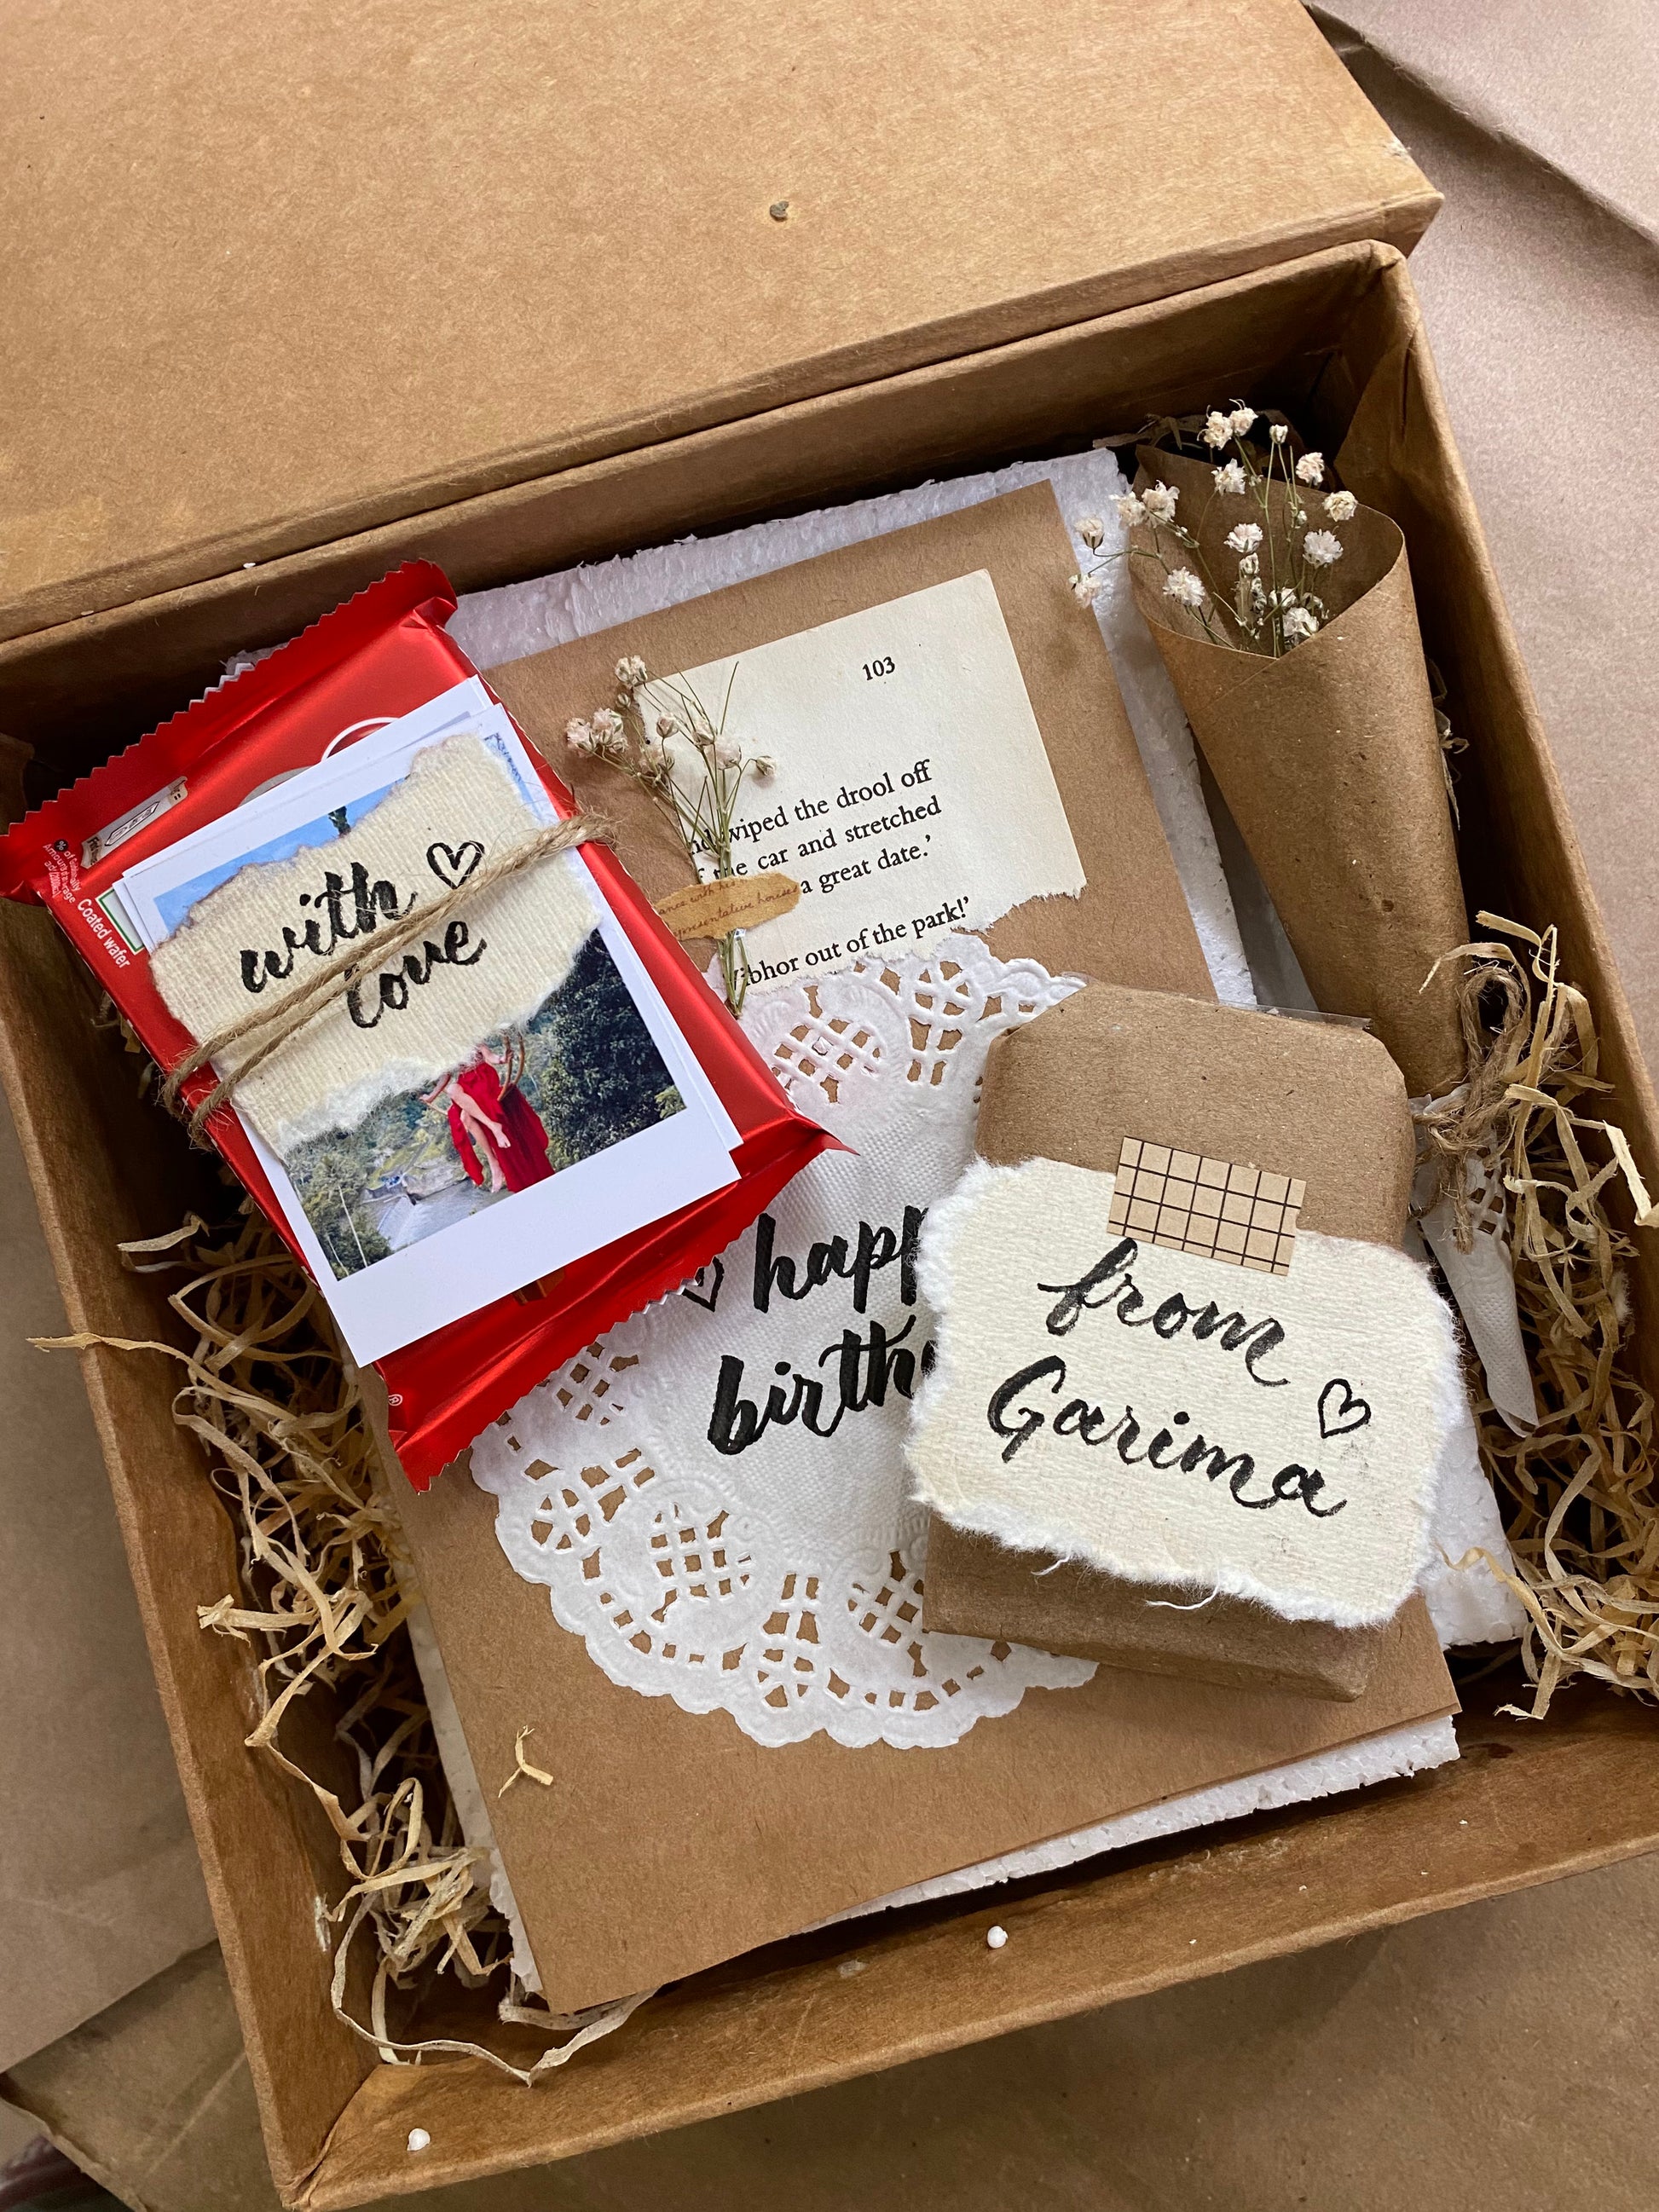 103
wiped the drool off
the car and stretched
a great date.'
Vibhor out of the park!'
with
love
Coated wafer
happ
birth
from
Garima